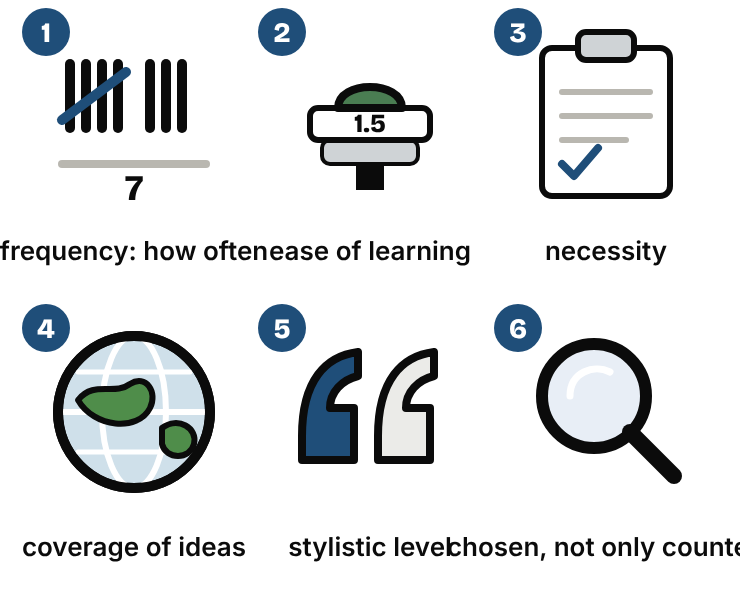 1
2
3
1.5
7
frequency: how often
ease of learning
necessity
4
5
6
coverage of ideas
stylistic level
chosen, not only